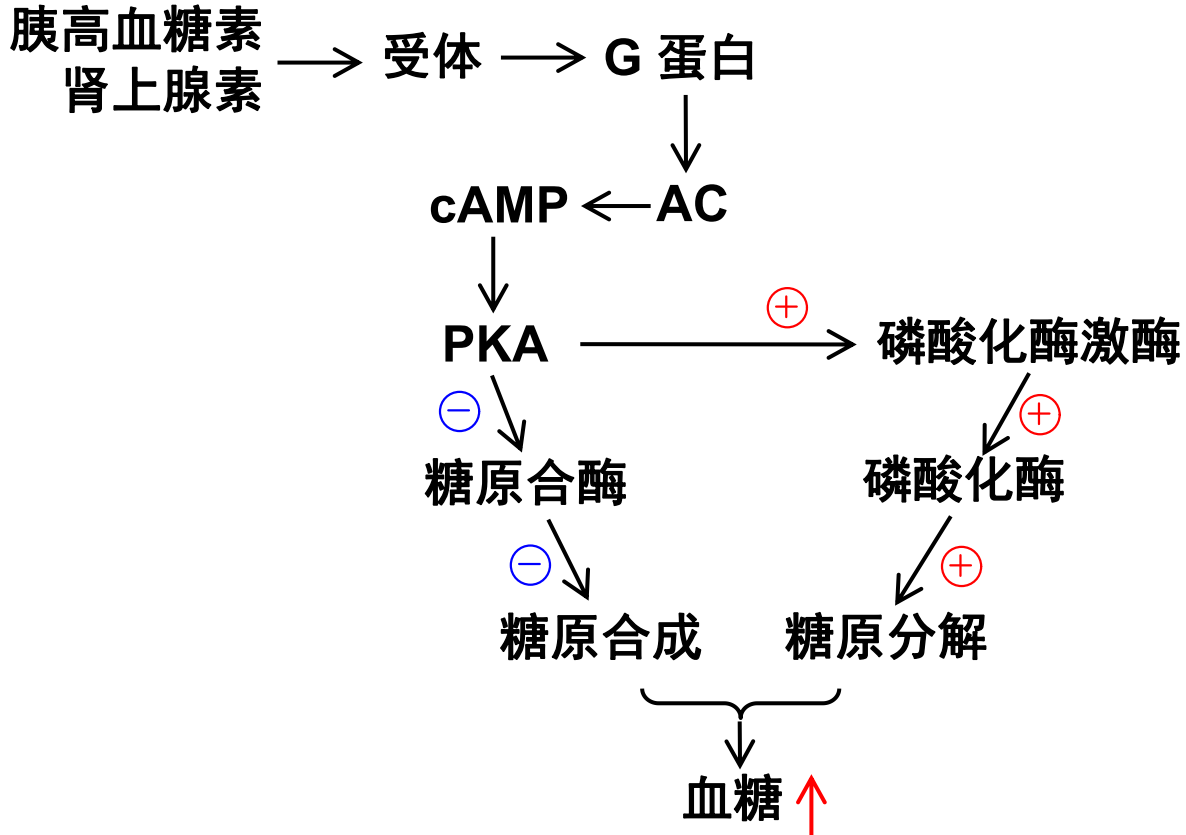 胰高血糖素
肾上腺素
受体
G 蛋白
cAMP
AC
PKA
+
磷酸化酶激酶
−
+
糖原合酶
磷酸化酶
−
+
糖原合成
糖原分解
血糖